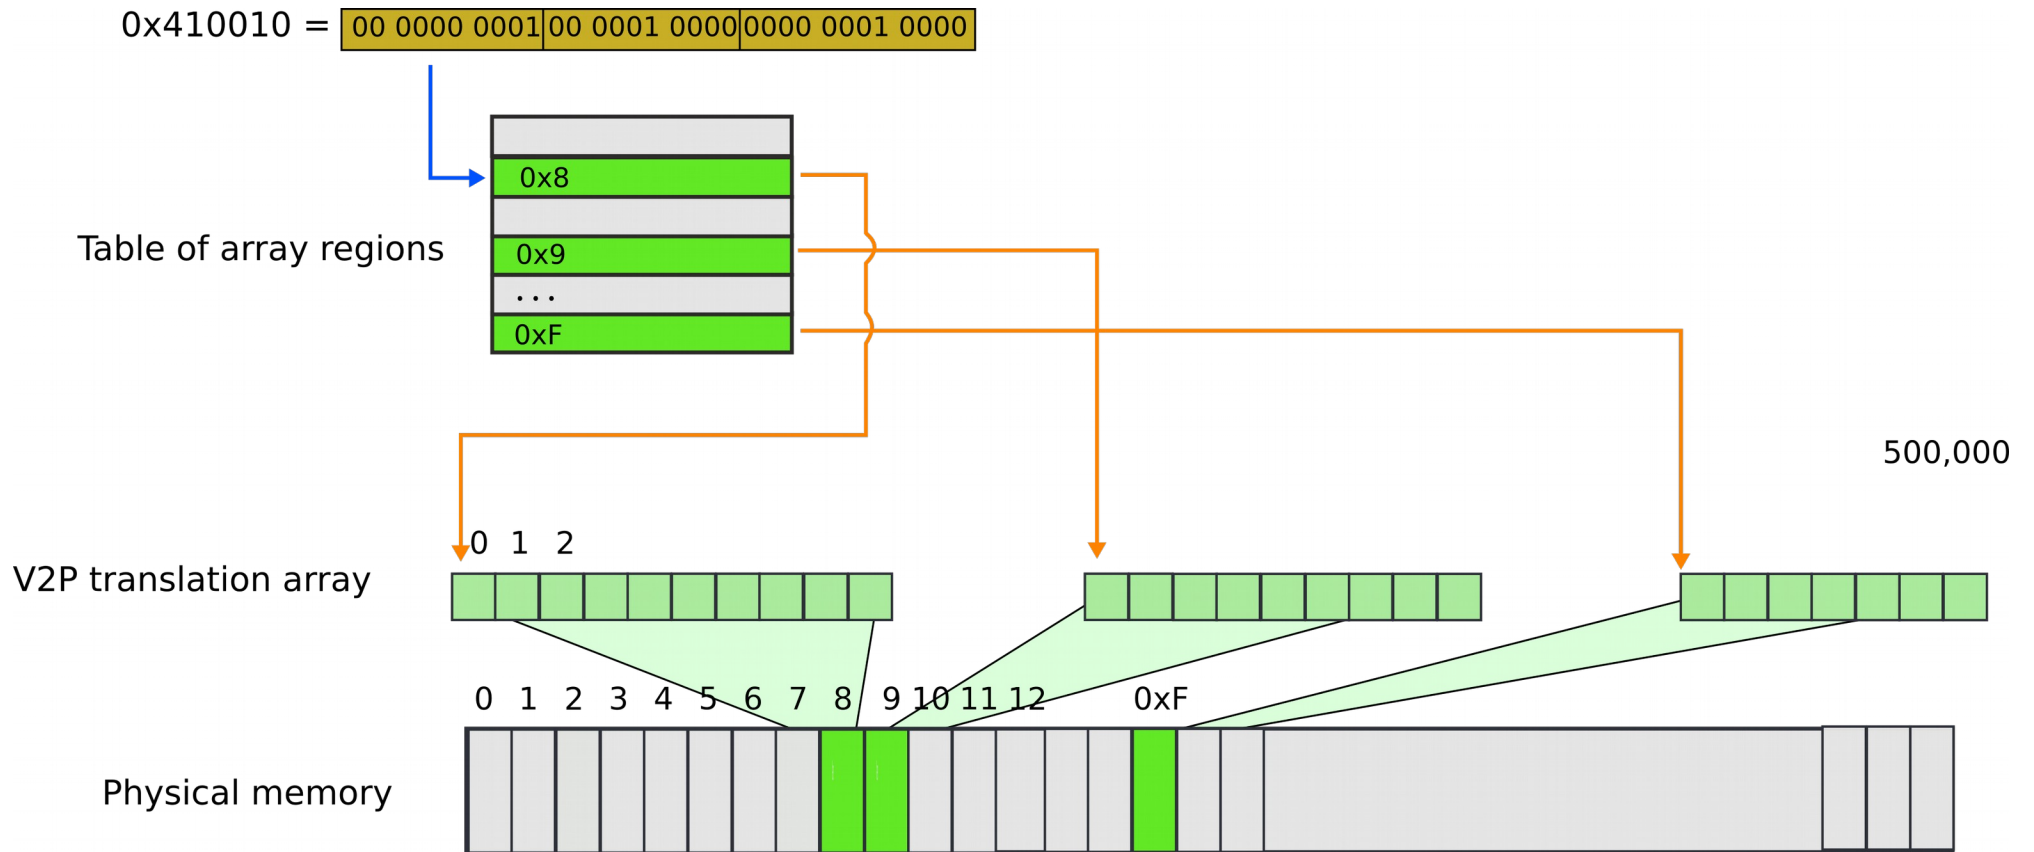 0x410010 = 00 0000 0001 00 0001 0000 0000 0001 0000
0x8
Table of array regions
0x9
...
0xF
500,000
0 1 2
V2P translation array
0 1 2 3 4 5 6 7 8 9 10 11 12 0xF
Physical memory